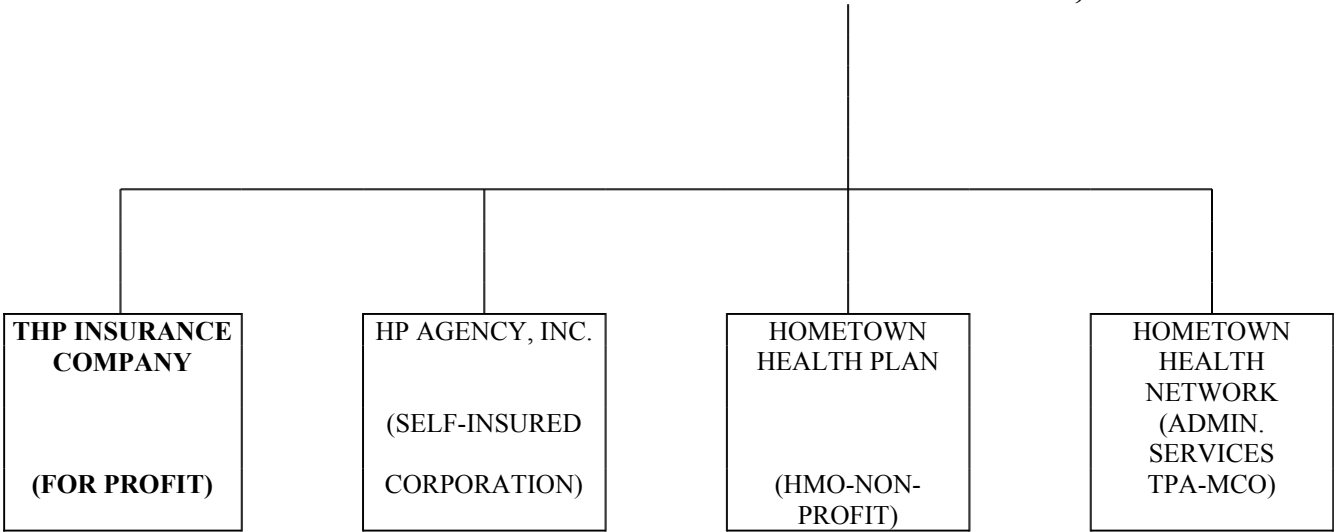 THP INSURANCE
COMPANY
(FOR PROFIT)
HP AGENCY, INC.
(SELF-INSURED
CORPORATION)
HOMETOWN
HEALTH PLAN
(HMO-NON-
PROFIT)
HOMETOWN
HEALTH
NETWORK
(ADMIN.
SERVICES
TPA-MCO)